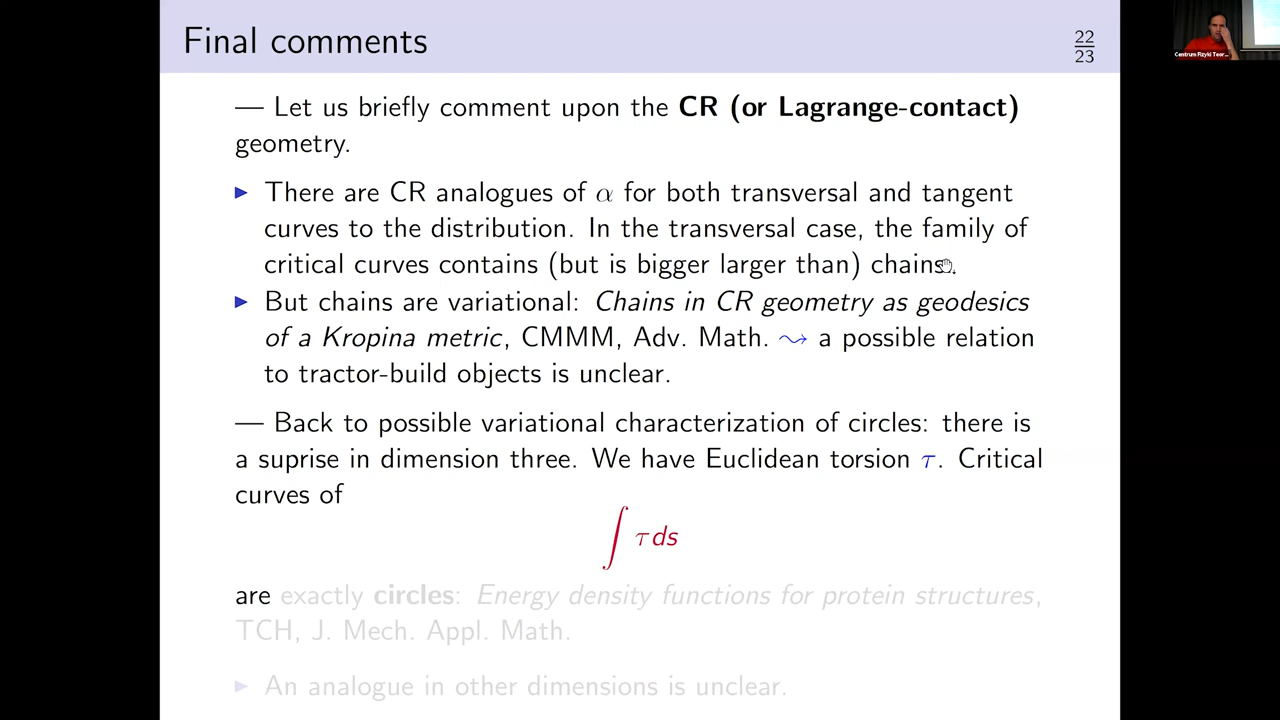 Final comments
22
23
— Let us briefly comment upon the CR (or Lagrange-contact)
geometry.
▶ There are CR analogues of α for both transversal and tangent
curves to the distribution. In the transversal case, the family of
critical curves contains (but is bigger larger than) chains.
▶ But chains are variational: Chains in CR geometry as geodesics
of a Kropina metric, CMMM, Adv. Math. ⤳ a possible relation
to tractor-build objects is unclear.
— Back to possible variational characterization of circles: there is
a suprise in dimension three. We have Euclidean torsion τ. Critical
curves of
∫ τ ds
are exactly circles: Energy density functions for protein structures,
TCH, J. Mech. Appl. Math.
▶ An analogue in other dimensions is unclear.
Centrum Fizyki Teor...